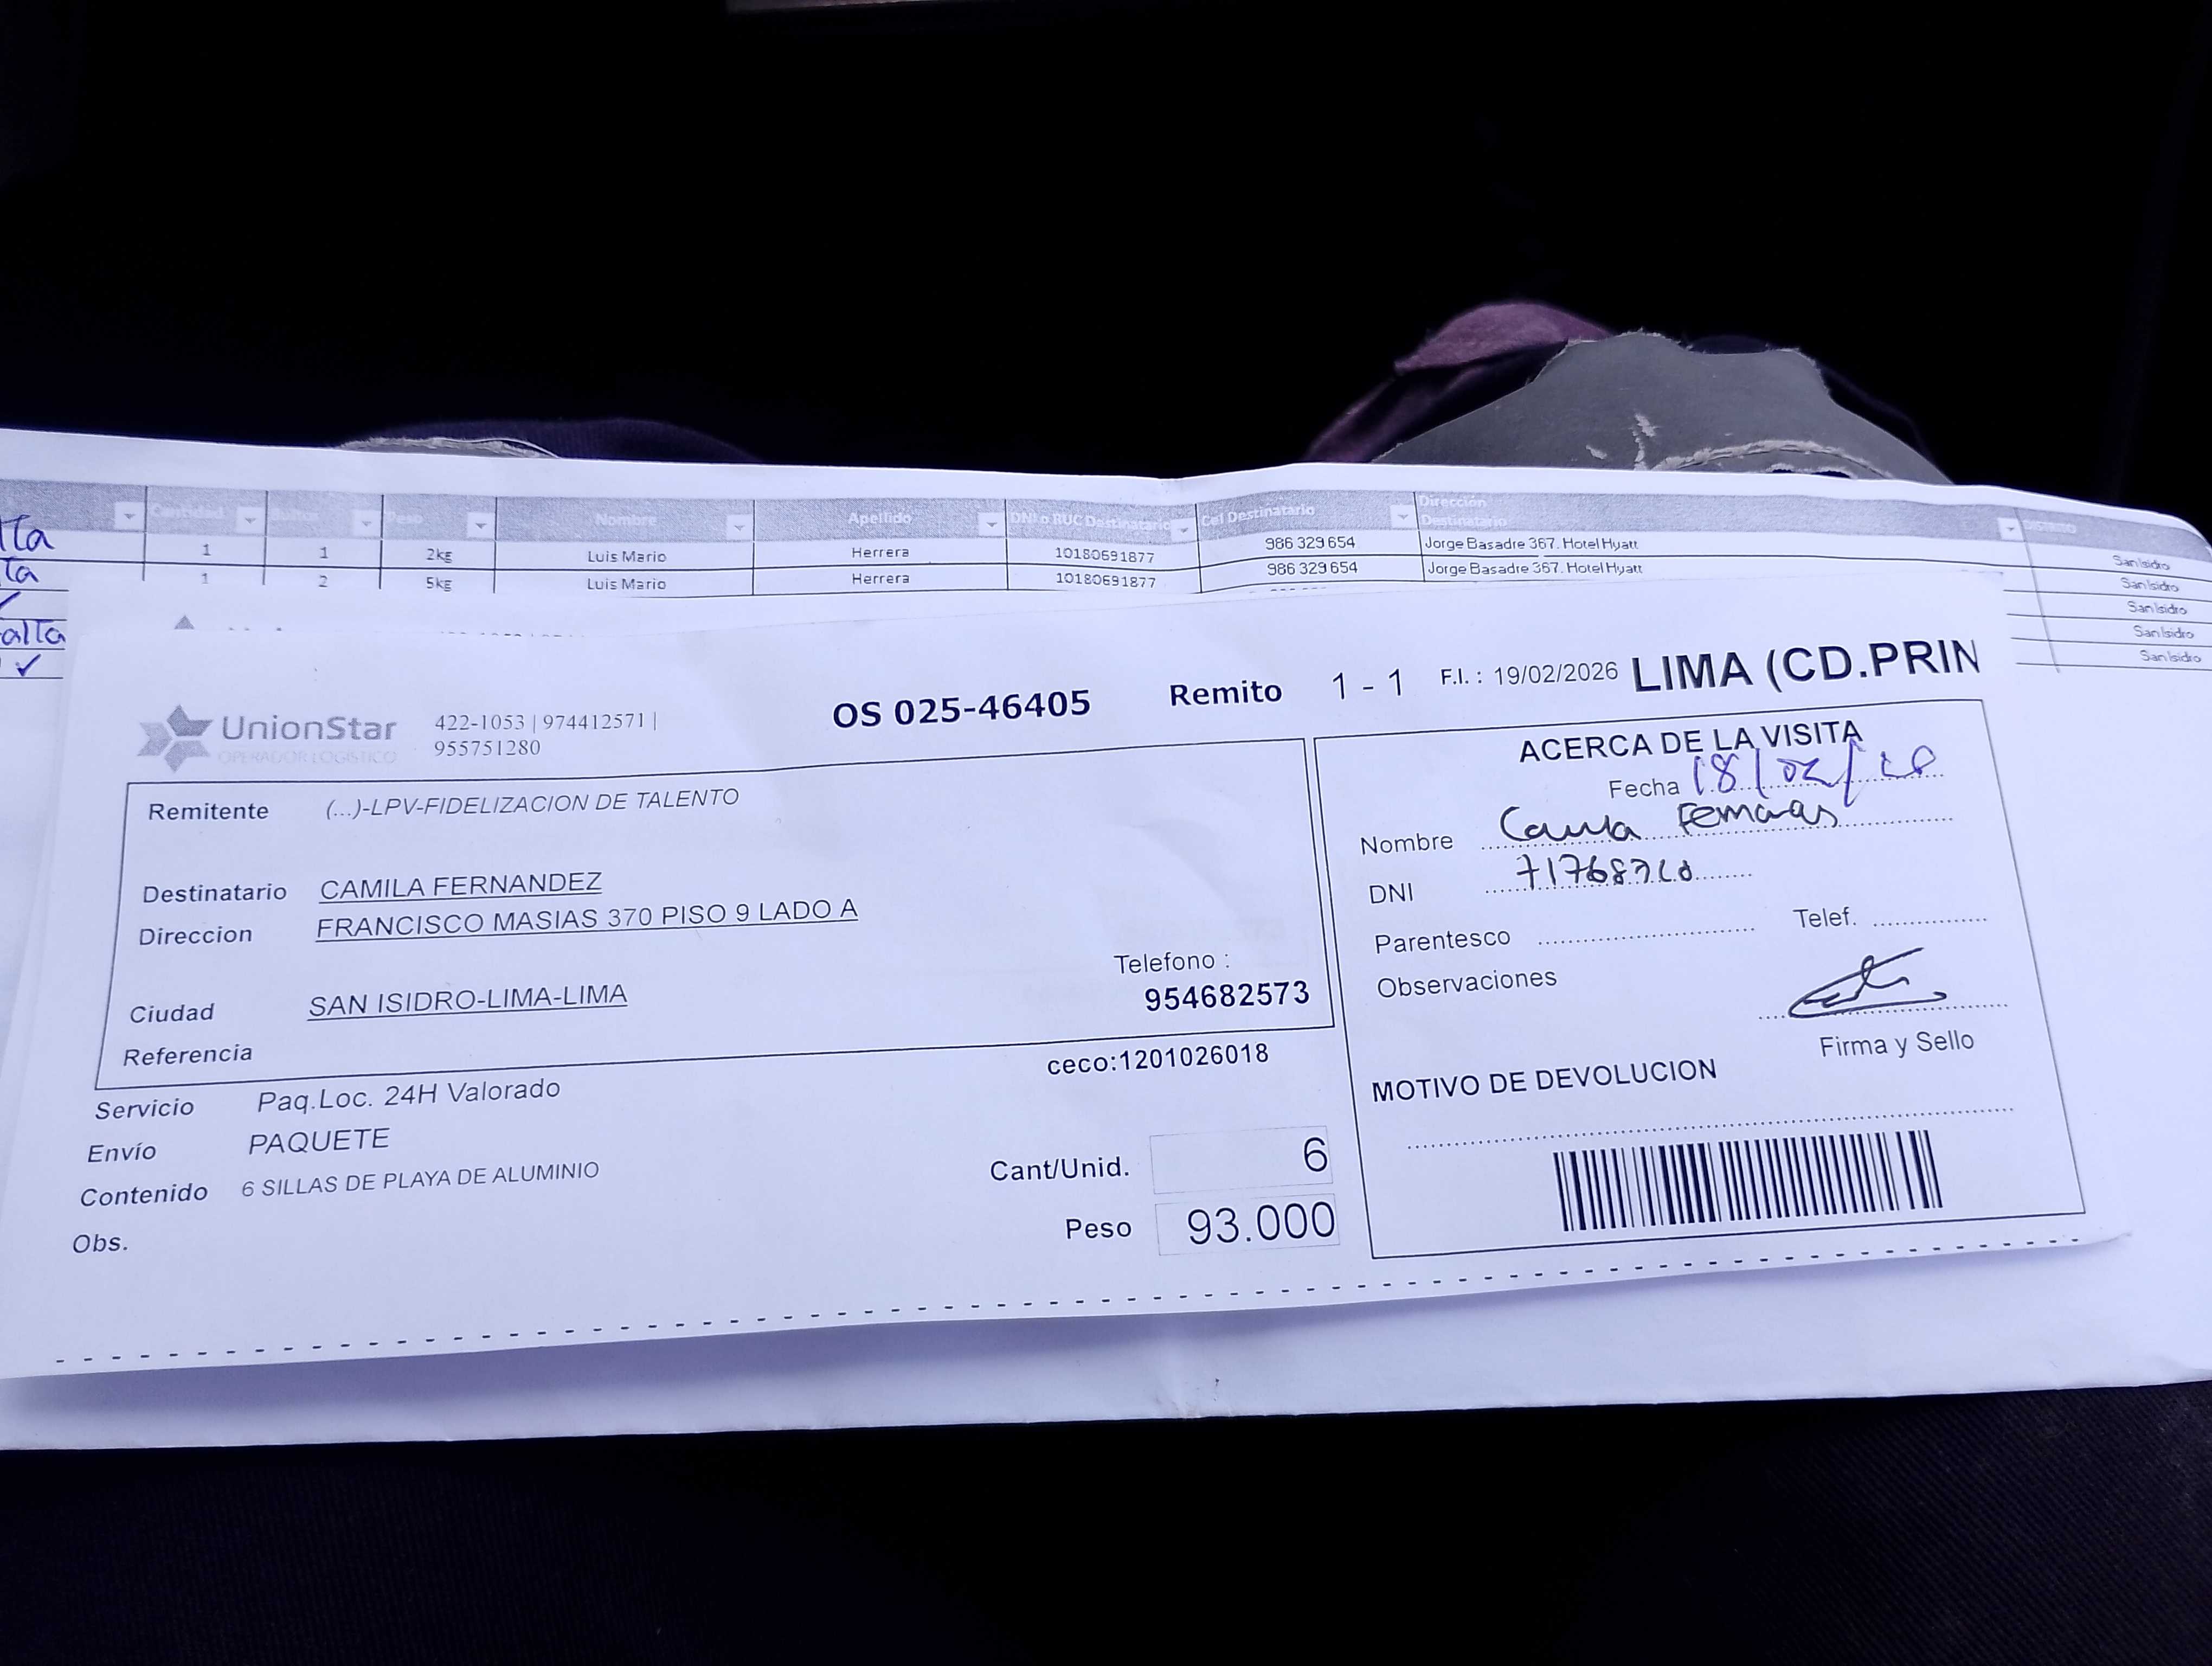 Cantidad Peso Nombre Apellido DNI o RUC Destinatario Cel Destinatario Dirección Destinatario
1 1 2kg Luis Mario Herrera 10180691877 986 329 654 Jorge Basadre 367. Hotel Hyatt San Isidro
1 2 5kg Luis Mario Herrera 10180691877 986 329 654 Jorge Basadre 367. Hotel Hyatt San Isidro
San Isidro
alta San Isidro
✓ San Isidro
UnionStar
OPERADOR LOGISTICO
422-1053 | 974412571 |
955751280
OS 025-46405 Remito 1 - 1 F.I. : 19/02/2026 LIMA (CD.PRIN
Remitente (...)-LPV-FIDELIZACION DE TALENTO
Destinatario CAMILA FERNANDEZ
Direccion FRANCISCO MASIAS 370 PISO 9 LADO A
Telefono :
954682573
Ciudad SAN ISIDRO-LIMA-LIMA
Referencia
ceco:1201026018
Servicio Paq.Loc. 24H Valorado
Envío PAQUETE
Contenido 6 SILLAS DE PLAYA DE ALUMINIO
Obs.
Cant/Unid. 6
Peso 93.000
ACERCA DE LA VISITA
Fecha 18/02/
Nombre
DNI
Parentesco Telef.
Observaciones
Firma y Sello
MOTIVO DE DEVOLUCION